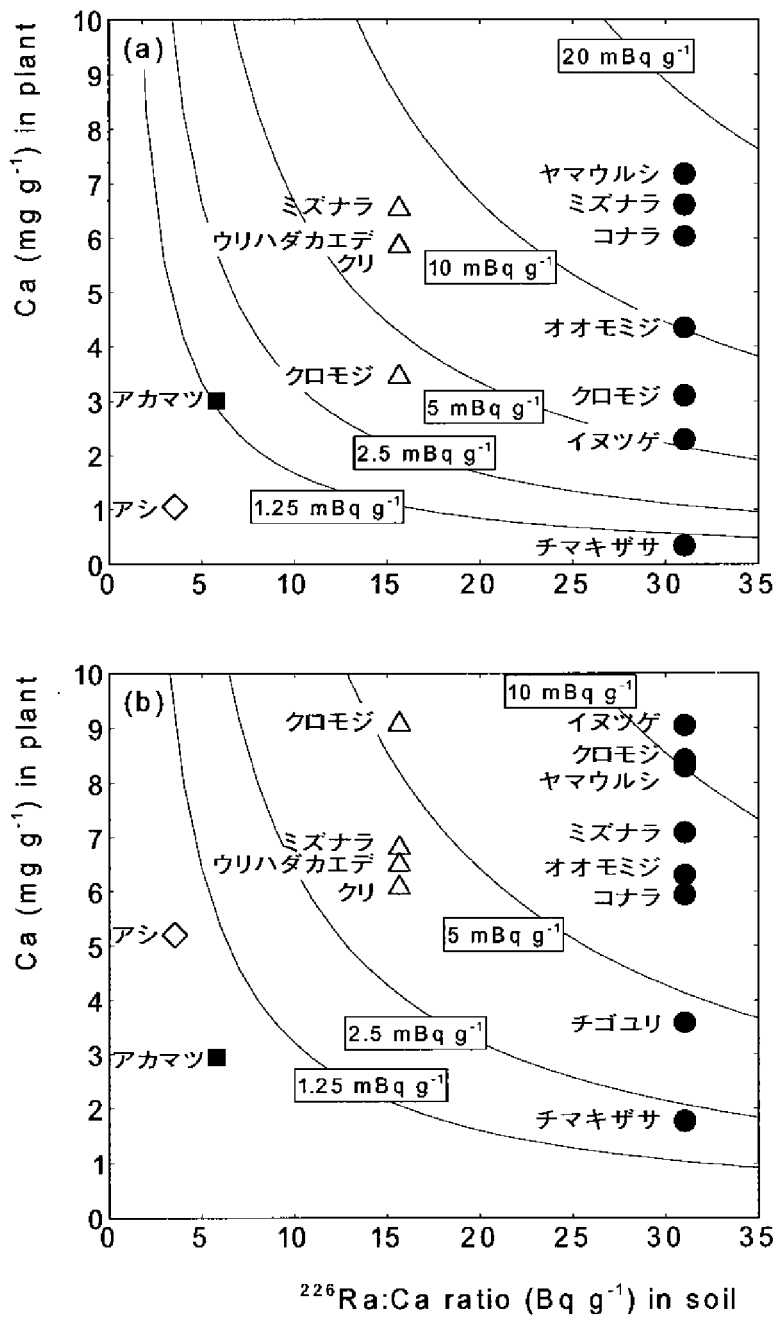 (a)
Ca (mg g⁻¹) in plant
10
9
8
7
6
5
4
3
2
1
0
20 mBq g⁻¹
ヤマウルシ
ミズナラ ミズナラ
ウリハダカエデ コナラ
クリ
10 mBq g⁻¹
オオモミジ
クロモジ
クロモジ
アカマツ
5 mBq g⁻¹
イヌツゲ
2.5 mBq g⁻¹
アシ
1.25 mBq g⁻¹
チマキザサ
0 5 10 15 20 25 30 35
(b)
Ca (mg g⁻¹) in plant
10
9
8
7
6
5
4
3
2
1
0
10 mBq g⁻¹
クロモジ イヌツゲ
クロモジ
ヤマウルシ
ミズナラ ミズナラ
ウリハダカエデ オオモミジ
クリ コナラ
アシ
5 mBq g⁻¹
チゴユリ
2.5 mBq g⁻¹
アカマツ
1.25 mBq g⁻¹
チマキザサ
0 5 10 15 20 25 30 35
²²⁶Ra:Ca ratio (Bq g⁻¹) in soil